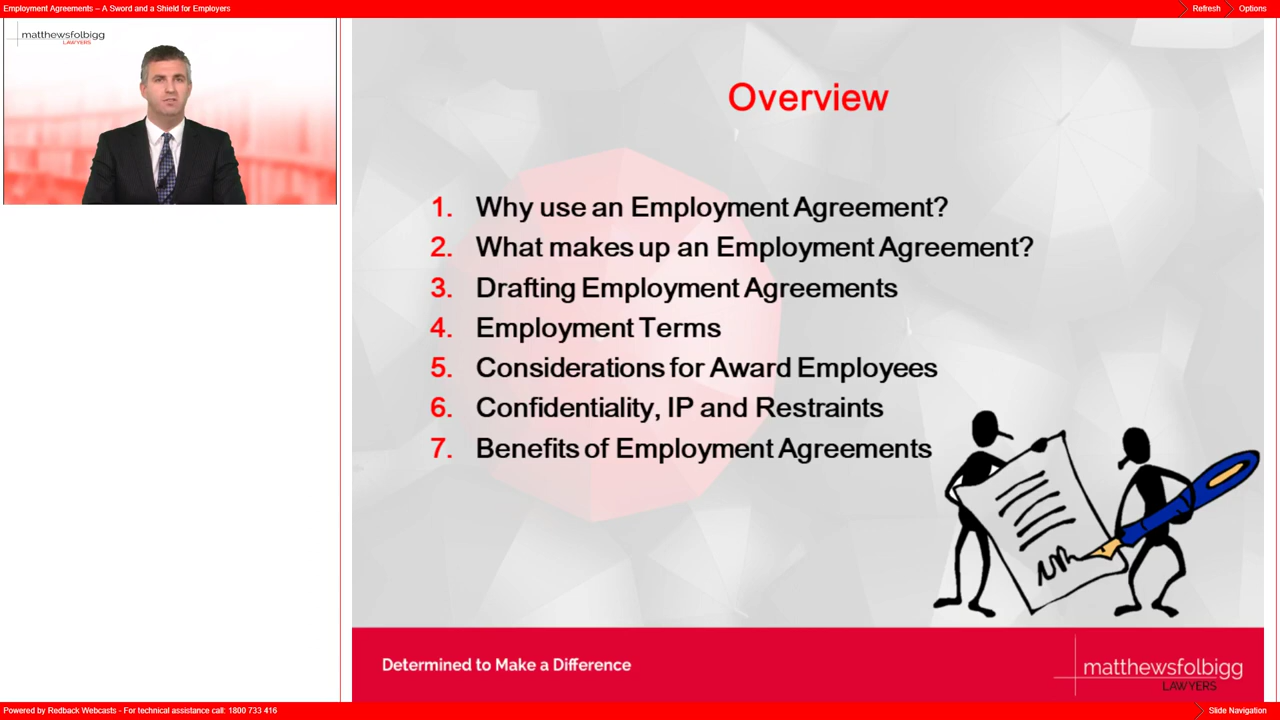 Employment Agreements – A Sword and a Shield for Employers
Refresh
Options
matthewsfolbigg
LAWYERS
Overview
1. Why use an Employment Agreement?
2. What makes up an Employment Agreement?
3. Drafting Employment Agreements
4. Employment Terms
5. Considerations for Award Employees
6. Confidentiality, IP and Restraints
7. Benefits of Employment Agreements
Determined to Make a Difference
matthewsfolbigg
LAWYERS
Powered by Redback Webcasts - For technical assistance call: 1800 733 416
Slide Navigation